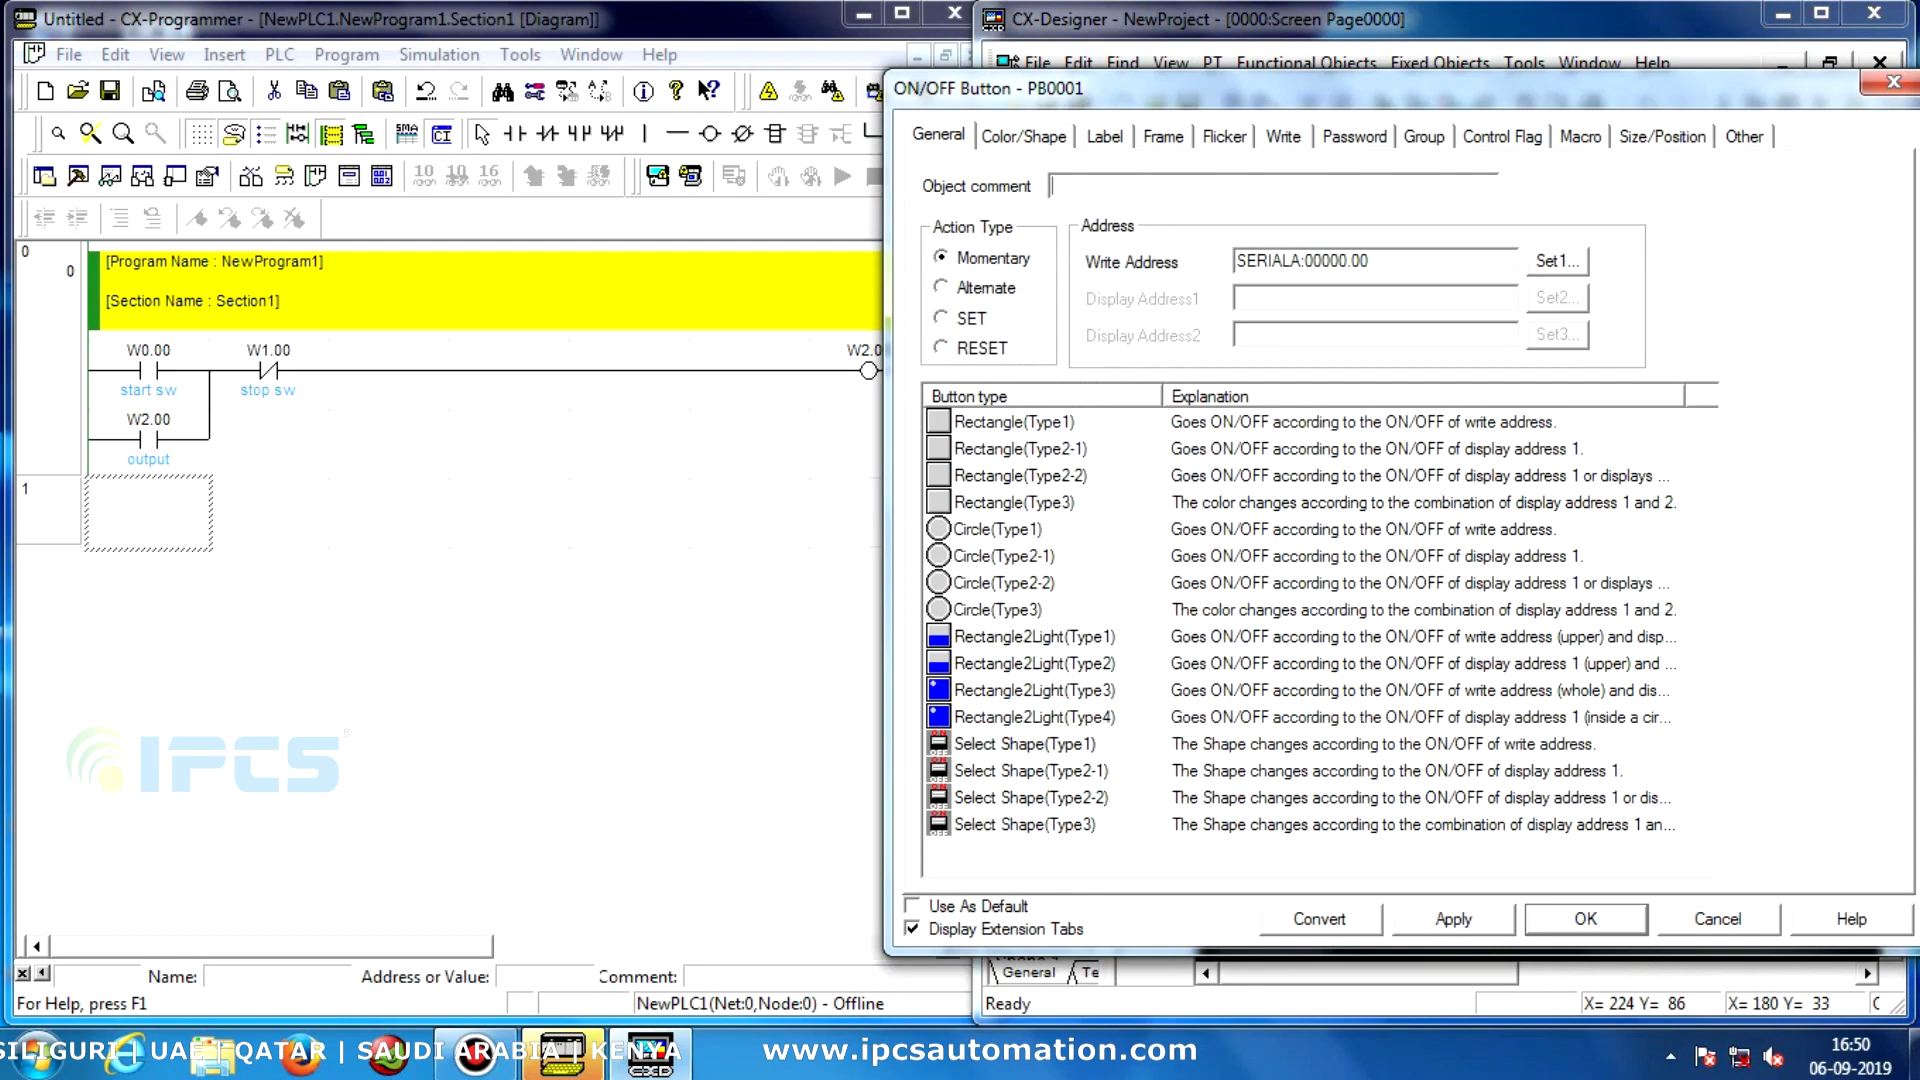 Untitled - CX-Programmer - [NewPLC1.NewProgram1.Section1 [Diagram]]
File Edit View Insert PLC Program Simulation Tools Window Help
[Program Name : NewProgram1]
[Section Name : Section1]
0
0
W0.00
start sw
W1.00
stop sw
W2.0
W2.00
output
1
IPCS
Name:
Address or Value:
Comment:
For Help, press F1
NewPLC1(Net:0,Node:0) - Offline
CX-Designer - NewProject - [0000:Screen Page0000]
File Edit Find View PT Functional Objects Fixed Objects Tools Window Help
ON/OFF Button - PB0001
General Color/Shape Label Frame Flicker Write Password Group Control Flag Macro Size/Position Other
Object comment
Action Type
Momentary
Alternate
SET
RESET
Address
Write Address SERIALA:00000.00 Set1...
Display Address1 Set2...
Display Address2 Set3...
Button type Explanation
Rectangle(Type1) Goes ON/OFF according to the ON/OFF of write address.
Rectangle(Type2-1) Goes ON/OFF according to the ON/OFF of display address 1.
Rectangle(Type2-2) Goes ON/OFF according to the ON/OFF of display address 1 or displays ...
Rectangle(Type3) The color changes according to the combination of display address 1 and 2.
Circle(Type1) Goes ON/OFF according to the ON/OFF of write address.
Circle(Type2-1) Goes ON/OFF according to the ON/OFF of display address 1.
Circle(Type2-2) Goes ON/OFF according to the ON/OFF of display address 1 or displays ...
Circle(Type3) The color changes according to the combination of display address 1 and 2.
Rectangle2Light(Type1) Goes ON/OFF according to the ON/OFF of write address (upper) and disp...
Rectangle2Light(Type2) Goes ON/OFF according to the ON/OFF of display address 1 (upper) and ...
Rectangle2Light(Type3) Goes ON/OFF according to the ON/OFF of write address (whole) and dis...
Rectangle2Light(Type4) Goes ON/OFF according to the ON/OFF of display address 1 (inside a cir...
Select Shape(Type1) The Shape changes according to the ON/OFF of write address.
Select Shape(Type2-1) The Shape changes according to the ON/OFF of display address 1.
Select Shape(Type2-2) The Shape changes according to the ON/OFF of display address 1 or dis...
Select Shape(Type3) The Shape changes according to the combination of display address 1 an...
Use As Default
Display Extension Tabs
Convert Apply OK Cancel Help
General Te
Ready
X= 224 Y= 86
X= 180 Y= 33
SILIGURI | UAE | QATAR | SAUDI ARABIA | KENYA
www.ipcsautomation.com
16:50
06-09-2019